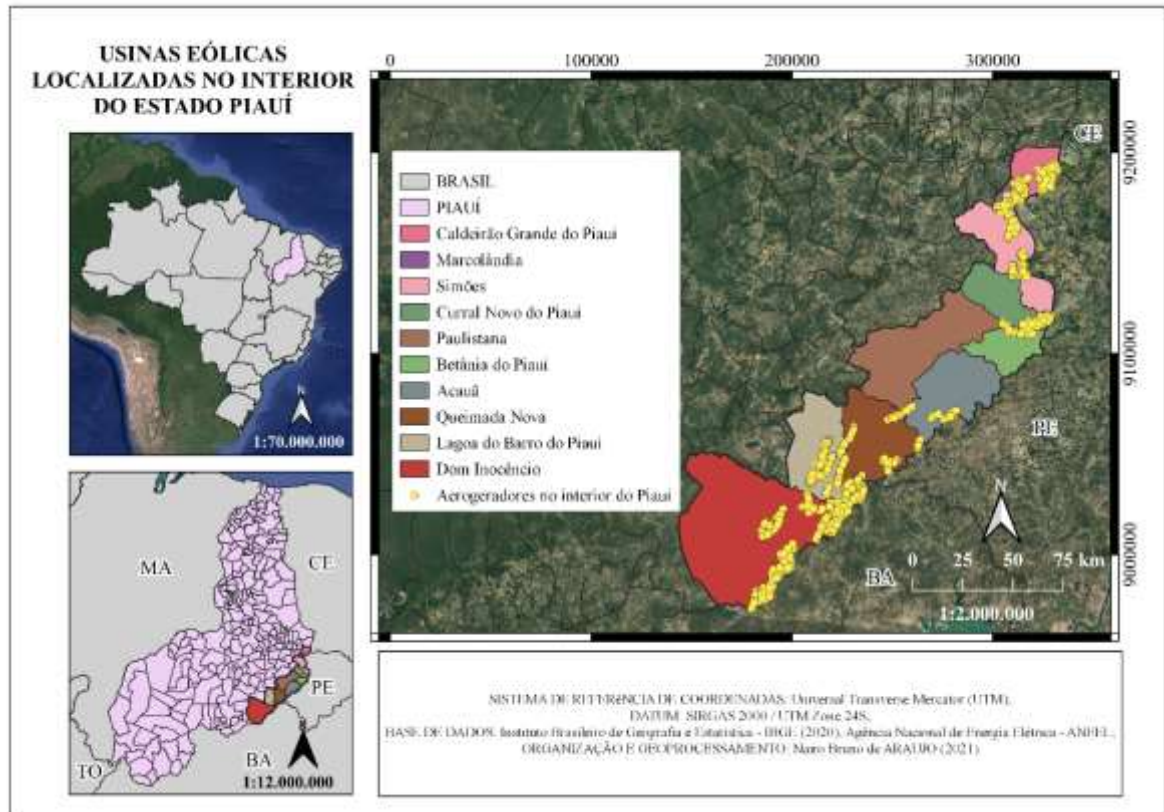 USINAS EÓLICAS
LOCALIZADAS NO INTERIOR
DO ESTADO PIAUÍ
N
1:70.000.000
MA
CE
PE
BA
TO
1:12.000.000
0
100000
200000
300000
9200000
9100000
9000000
BRASIL
PIAUÍ
Caldeirão Grande do Piauí
Marcolândia
Simões
Curral Novo do Piauí
Paulistana
Betânia do Piauí
Acauã
Queimada Nova
Lagoa do Barro do Piauí
Dom Inocêncio
Aerogeradores no interior do Piauí
CE
PE
BA
N
0 25 50 75 km
1:2.000.000
SISTEMA DE REFERêNCIA DE COORDENADAS: Universal Transverse Mercator (UTM).
DATUM: SIRGAS 2000 / UTM Zone 24S.
BASE DE DADOS: Instituto Brasileiro de Geografia e Estatística - IBGE (2020), Agência Nacional de Energia Elétrica - ANEEL.
ORGANIZAÇÃO E GEOPROCESSAMENTO: Bruno de ARAUJO (2021)